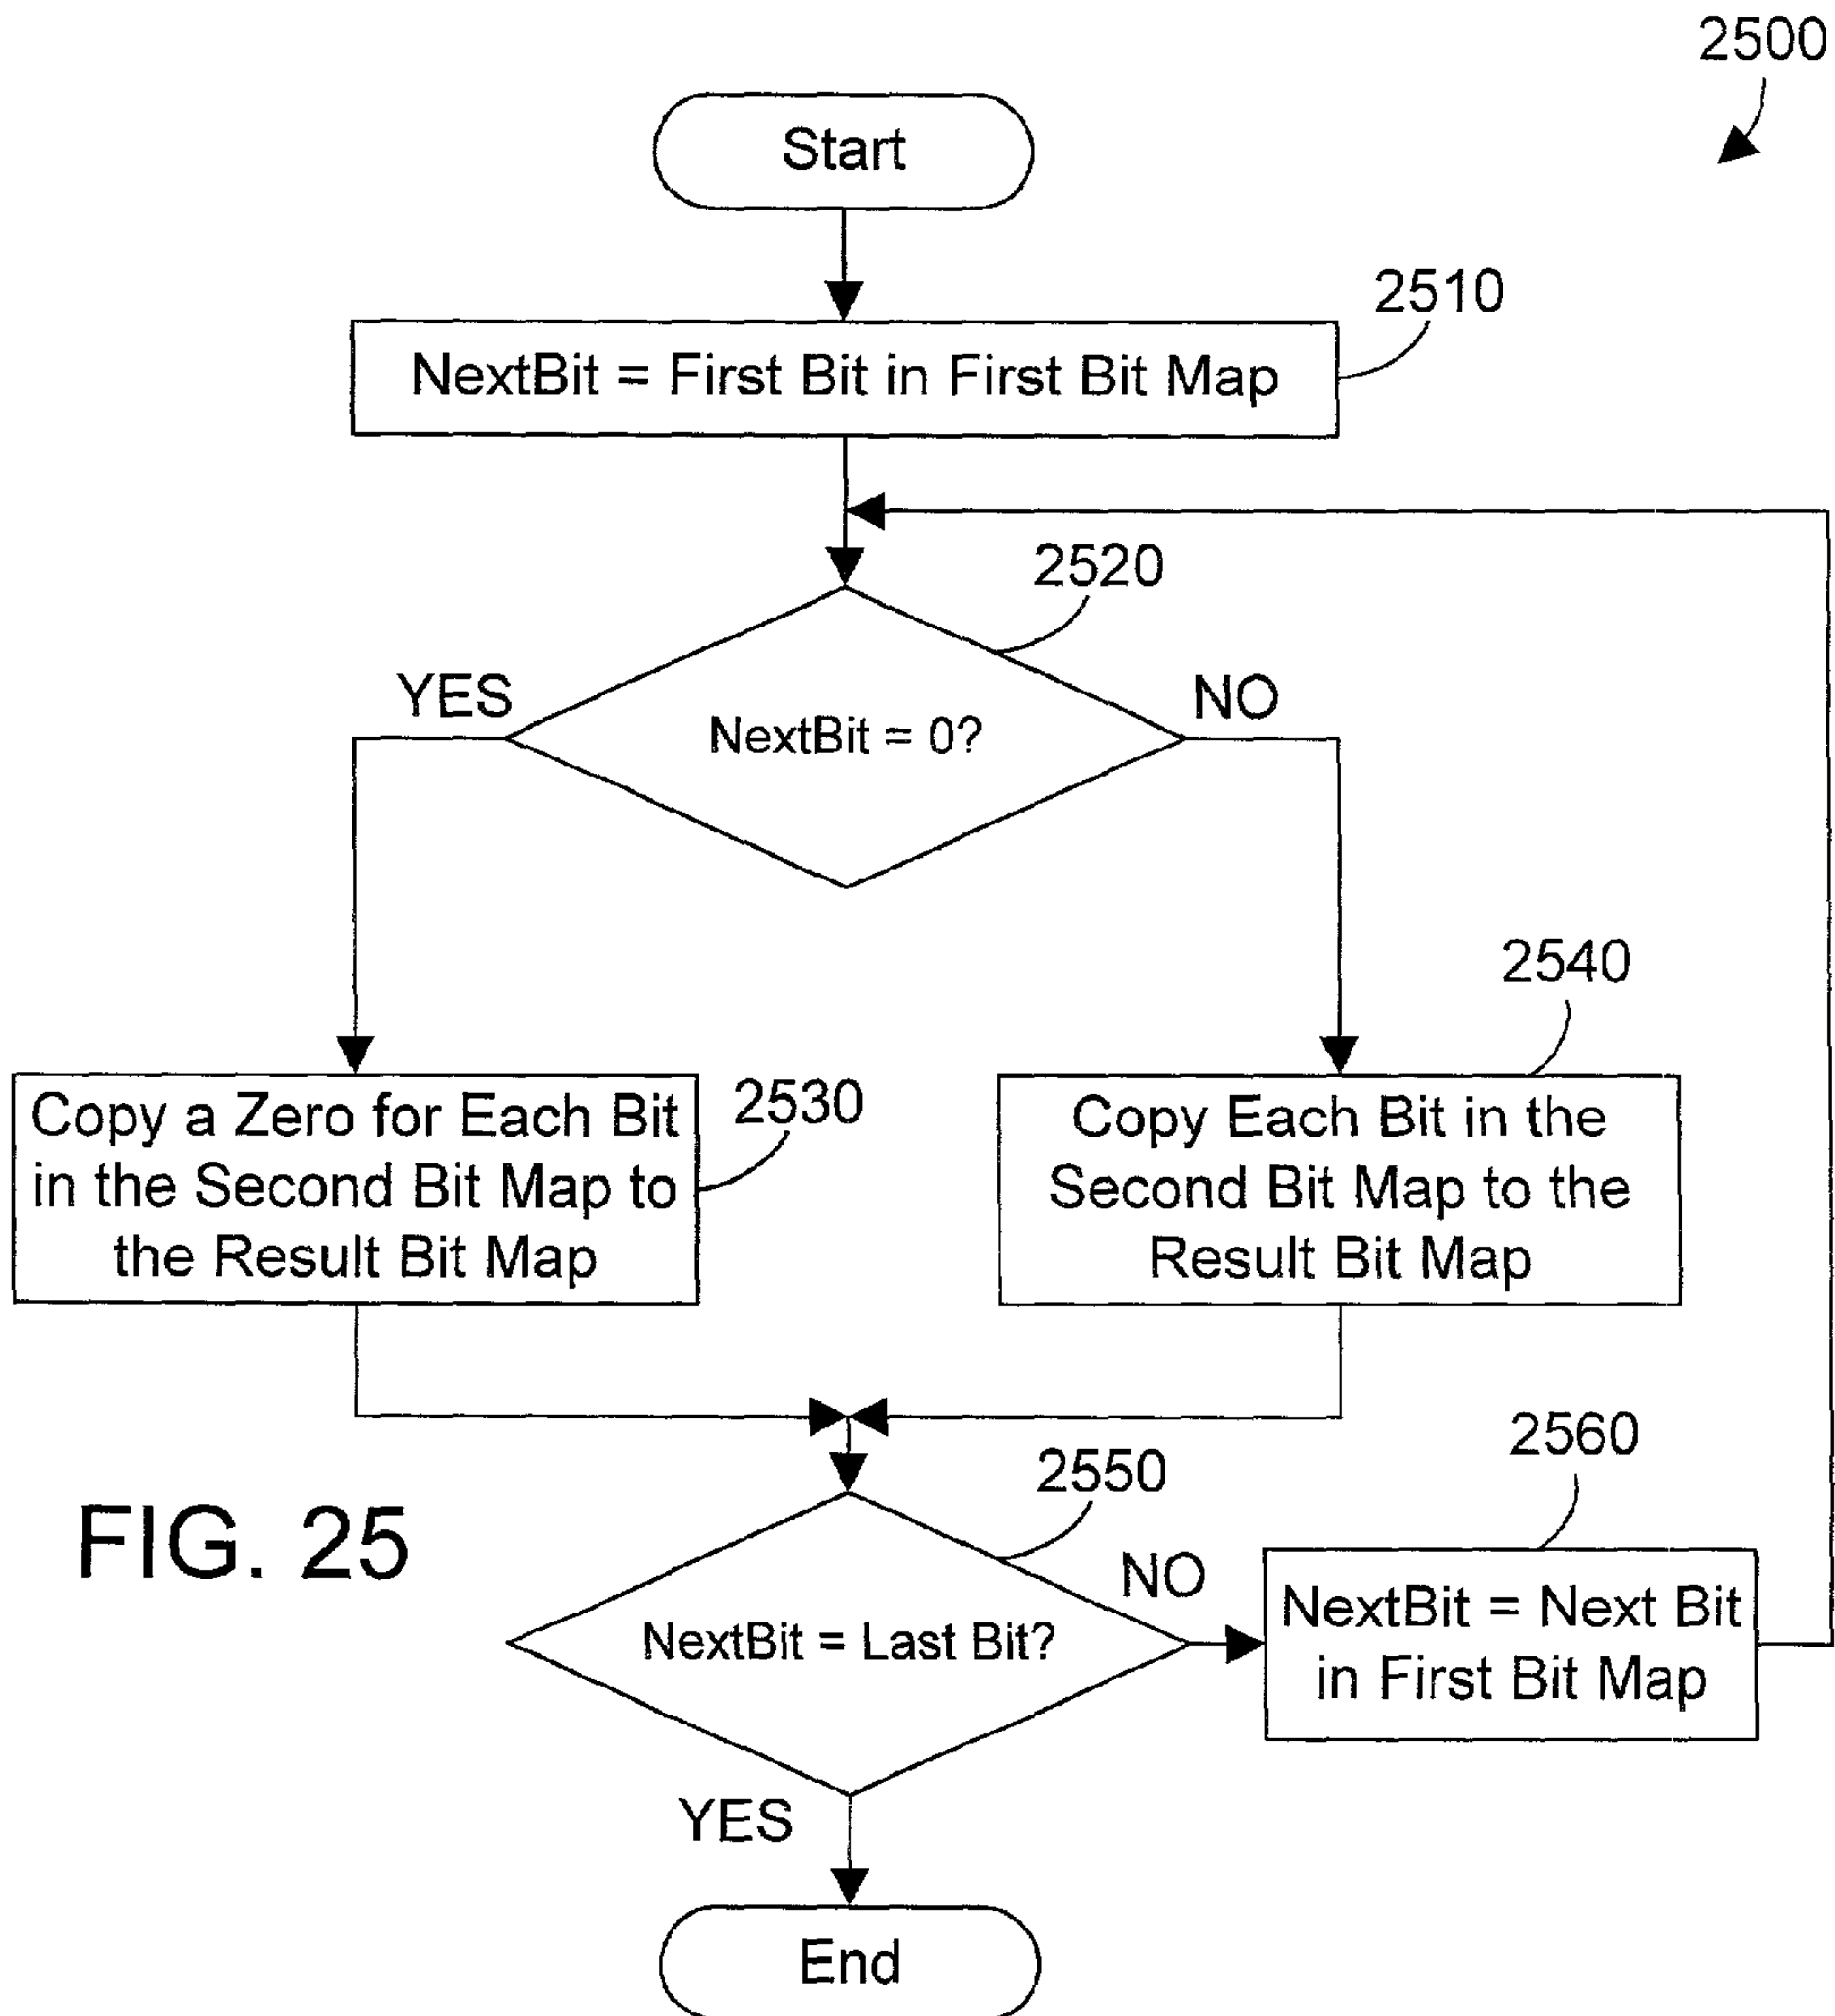 2500
Start
2510
NextBit = First Bit in First Bit Map
2520
YES
NO
NextBit = 0?
2540
2530
Copy a Zero for Each Bit
in the Second Bit Map to
the Result Bit Map
Copy Each Bit in the
Second Bit Map to the
Result Bit Map
2560
2550
FIG. 25
NO
NextBit = Last Bit?
NextBit = Next Bit
in First Bit Map
YES
End